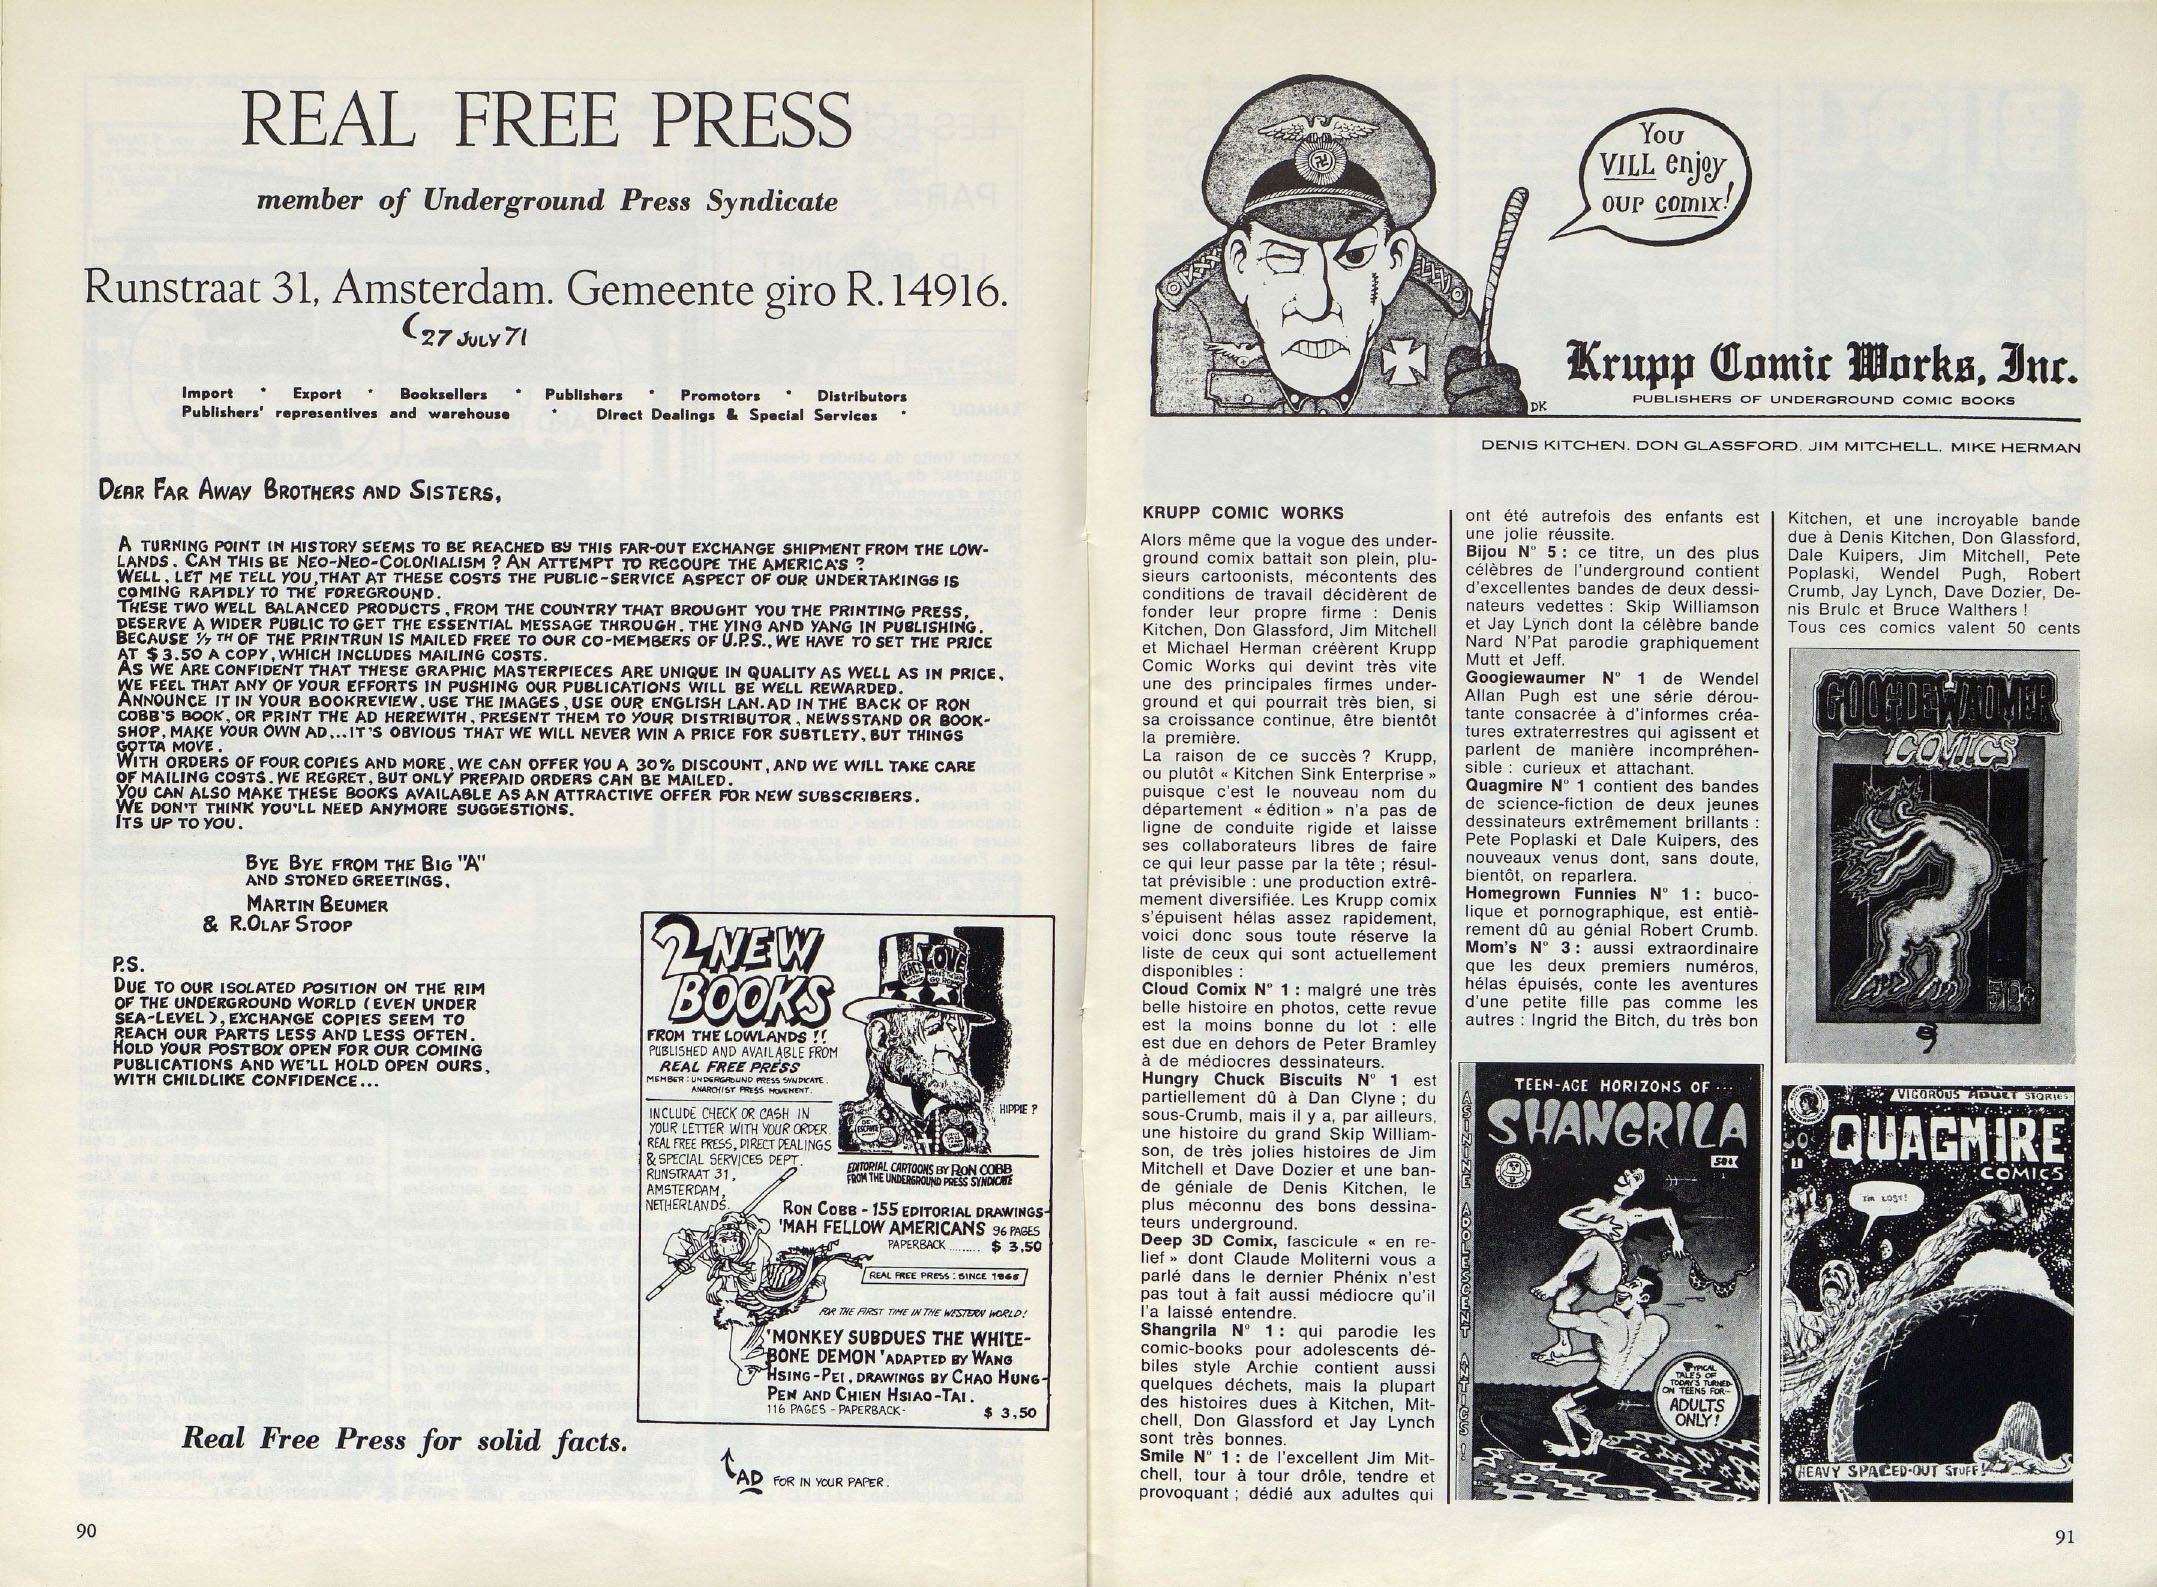 REAL FREE PRESS
member of Underground Press Syndicate
Runstraat 31, Amsterdam. Gemeente giro R. 14916.
27 JULY 71
Import * Export * Booksellers * Publishers * Promotors * Distributors
Publishers' representives and warehouse * Direct Dealings & Special Services *
DEAR FAR AWAY BROTHERS AND SISTERS,
A TURNING POINT IN HISTORY SEEMS TO BE REACHED BY THIS FAR-OUT EXCHANGE SHIPMENT FROM THE LOW-
LANDS. CAN THIS BE NEO-NEO-COLONIALISM ? AN ATTEMPT TO RECOUPE THE AMERICA'S ?
WELL, LET ME TELL YOU, THAT AT THESE COSTS THE PUBLIC-SERVICE ASPECT OF OUR UNDERTAKINGS IS
COMING RAPIDLY TO THE FOREGROUND.
THESE TWO WELL BALANCED PRODUCTS, FROM THE COUNTRY THAT BROUGHT YOU THE PRINTING PRESS,
DESERVE A WIDER PUBLIC TO GET THE ESSENTIAL MESSAGE THROUGH. THE YING AND YANG IN PUBLISHING.
BECAUSE 1/7 TH OF THE PRINTRUN IS MAILED FREE TO OUR CO-MEMBERS OF U.P.S., WE HAVE TO SET THE PRICE
AT $ 3.50 A COPY, WHICH INCLUDES MAILING COSTS.
AS WE ARE CONFIDENT THAT THESE GRAPHIC MASTERPIECES ARE UNIQUE IN QUALITY AS WELL AS IN PRICE,
WE FEEL THAT ANY OF YOUR EFFORTS IN PUSHING OUR PUBLICATIONS WILL BE WELL REWARDED.
ANNOUNCE IT IN YOUR BOOKREVIEW. USE THE IMAGES, USE OUR ENGLISH LAN. AD IN THE BACK OF RON
COBB'S BOOK, OR PRINT THE AD HEREWITH, PRESENT THEM TO YOUR DISTRIBUTOR, NEWSSTAND OR BOOK-
SHOP, MAKE YOUR OWN AD...IT'S OBVIOUS THAT WE WILL NEVER WIN A PRICE FOR SUBTLETY, BUT THINGS
GOTTA MOVE.
WITH ORDERS OF FOUR COPIES AND MORE, WE CAN OFFER YOU A 30% DISCOUNT, AND WE WILL TAKE CARE
OF MAILING COSTS. WE REGRET, BUT ONLY PREPAID ORDERS CAN BE MAILED.
YOU CAN ALSO MAKE THESE BOOKS AVAILABLE AS AN ATTRACTIVE OFFER FOR NEW SUBSCRIBERS.
WE DON'T THINK YOU'LL NEED ANYMORE SUGGESTIONS.
ITS UP TO YOU.
BYE BYE FROM THE BIG "A"
AND STONED GREETINGS,
MARTIN BEUMER
& R.OLAF STOOP
P.S.
DUE TO OUR ISOLATED POSITION ON THE RIM
OF THE UNDERGROUND WORLD (EVEN UNDER
SEA-LEVEL), EXCHANGE COPIES SEEM TO
REACH OUR PARTS LESS AND LESS OFTEN.
HOLD YOUR POSTBOX OPEN FOR OUR COMING
PUBLICATIONS AND WE'LL HOLD OPEN OURS,
WITH CHILDLIKE CONFIDENCE...
2 NEW
BOOKS
FROM THE LOWLANDS !!
PUBLISHED AND AVAILABLE FROM
REAL FREE PRESS
MEMBER : UNDERGROUND PRESS SYNDICATE.
ANARCHIST PRESS MOVEMENT.
INCLUDE CHECK OR CASH IN
YOUR LETTER WITH YOUR ORDER.
REAL FREE PRESS, DIRECT DEALINGS
& SPECIAL SERVICES DEPT.
RUNSTRAAT 31,
AMSTERDAM,
NETHERLANDS.
LOVE
HIPPIE ?
EDITORIAL CARTOONS BY RON COBB
FROM THE UNDERGROUND PRESS SYNDICATE
RON COBB - 155 EDITORIAL DRAWINGS-
'MAH FELLOW AMERICANS 96 PAGES
PAPERBACK ......... $ 3,50
REAL FREE PRESS : SINCE 1965
FOR THE FIRST TIME IN THE WESTERN WORLD!
'MONKEY SUBDUES THE WHITE-
BONE DEMON' ADAPTED BY WANG
HSING-PEI, DRAWINGS BY CHAO HUNG-
PEN AND CHIEN HSIAO-TAI.
116 PAGES - PAPERBACK - $ 3,50
Real Free Press for solid facts.
AD FOR IN YOUR PAPER.
90
You
VILL enjoy
our comix!
DK
Krupp Comic Works, Inc.
PUBLISHERS OF UNDERGROUND COMIC BOOKS
DENIS KITCHEN. DON GLASSFORD. JIM MITCHELL. MIKE HERMAN
KRUPP COMIC WORKS
Alors même que la vogue des under-
ground comix battait son plein, plu-
sieurs cartoonists, mécontents des
conditions de travail décidèrent de
fonder leur propre firme : Denis
Kitchen, Don Glassford, Jim Mitchell
et Michael Herman créèrent Krupp
Comic Works qui devint très vite
une des principales firmes under-
ground et qui pourrait très bien, si
sa croissance continue, être bientôt
la première.
La raison de ce succès ? Krupp,
ou plutôt « Kitchen Sink Enterprise »
puisque c'est le nouveau nom du
département « édition » n'a pas de
ligne de conduite rigide et laisse
ses collaborateurs libres de faire
ce qui leur passe par la tête ; résul-
tat prévisible : une production extrê-
mement diversifiée. Les Krupp comix
s'épuisent hélas assez rapidement,
voici donc sous toute réserve la
liste de ceux qui sont actuellement
disponibles :
Cloud Comix N° 1 : malgré une très
belle histoire en photos, cette revue
est la moins bonne du lot : elle
est due en dehors de Peter Bramley
à de médiocres dessinateurs.
Hungry Chuck Biscuits N° 1 est
partiellement dû à Dan Clyne ; du
sous-Crumb, mais il y a, par ailleurs,
une histoire du grand Skip William-
son, de très jolies histoires de Jim
Mitchell et Dave Dozier et une ban-
de géniale de Denis Kitchen, le
plus méconnu des bons dessina-
teurs underground.
Deep 3D Comix, fascicule « en re-
lief » dont Claude Moliterni vous a
parlé dans le dernier Phénix n'est
pas tout à fait aussi médiocre qu'il
l'a laissé entendre.
Shangrila N° 1 : qui parodie les
comic-books pour adolescents dé-
biles style Archie contient aussi
quelques déchets, mais la plupart
des histoires dues à Kitchen, Mit-
chell, Don Glassford et Jay Lynch
sont très bonnes.
Smile N° 1 : de l'excellent Jim Mit-
chell, tour à tour drôle, tendre et
provoquant ; dédié aux adultes qui
ont été autrefois des enfants est
une jolie réussite.
Bijou N° 5 : ce titre, un des plus
célèbres de l'underground contient
d'excellentes bandes de deux dessi-
nateurs vedettes : Skip Williamson
et Jay Lynch dont la célèbre bande
Nard N'Pat parodie graphiquement
Mutt et Jeff.
Googiewaumer N° 1 de Wendel
Allan Pugh est une série dérou-
tante consacrée à d'informes créa-
tures extraterrestres qui agissent et
parlent de manière incompréhen-
sible : curieux et attachant.
Quagmire N° 1 contient des bandes
de science-fiction de deux jeunes
dessinateurs extrêmement brillants :
Pete Poplaski et Dale Kuipers, des
nouveaux venus dont, sans doute,
bientôt, on reparlera.
Homegrown Funnies N° 1 : buco-
lique et pornographique, est entiè-
rement dû au génial Robert Crumb.
Mom's N° 3 : aussi extraordinaire
que les deux premiers numéros,
hélas épuisés, conte les aventures
d'une petite fille pas comme les
autres : Ingrid the Bitch, du très bon
Kitchen, et une incroyable bande
due à Denis Kitchen, Don Glassford,
Dale Kuipers, Jim Mitchell, Pete
Poplaski, Wendel Pugh, Robert
Crumb, Jay Lynch, Dave Dozier, De-
nis Brulc et Bruce Walthers !
Tous ces comics valent 50 cents
GOOGIEWAUMER
COMICS
50¢
ASININE ADOLESCENT ANTICS!
TEEN-AGE HORIZONS OF ...
SHANGRILA
50¢
TYPICAL
TALES OF
TODAY'S TURNED-
ON TEENS FOR--
ADULTS
ONLY!
VIGOROUS ADULT STORIES
QUAGMIRE
COMICS
1
I'M LOST!
HEAVY SPACED-OUT STUFF!
91